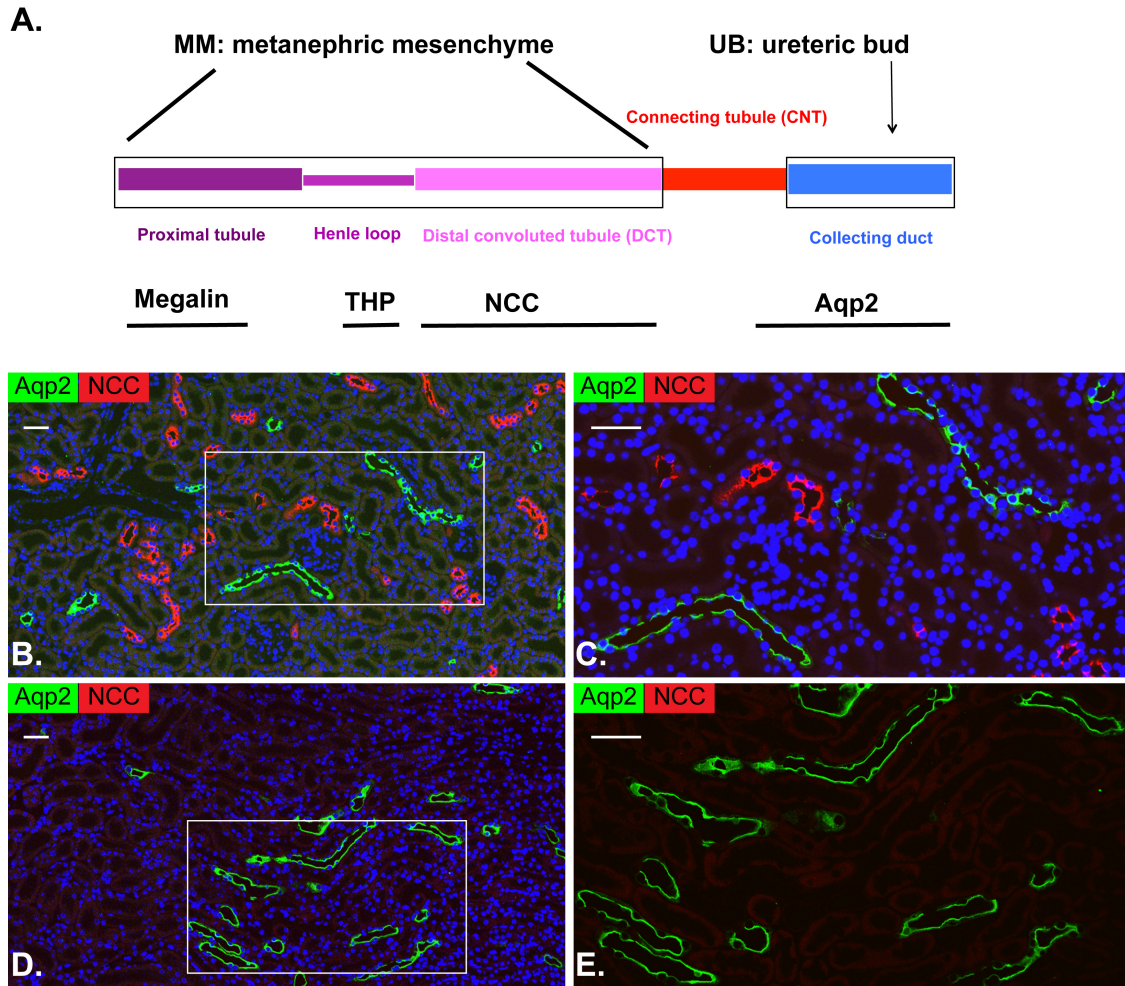 A.
MM: metanephric mesenchyme
UB: ureteric bud
Connecting tubule (CNT)
Proximal tubule
Henle loop
Distal convoluted tubule (DCT)
Collecting duct
Megalin
THP
NCC
Aqp2
Aqp2 NCC
B.
Aqp2 NCC
C.
Aqp2 NCC
D.
Aqp2 NCC
E.